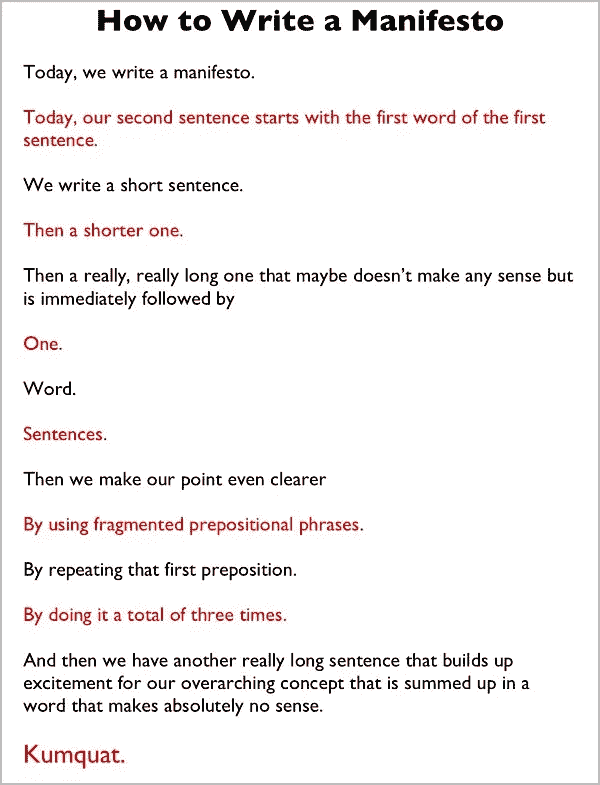 How to Write a Manifesto
Today, we write a manifesto.
Today, our second sentence starts with the first word of the first
sentence.
We write a short sentence.
Then a shorter one.
Then a really, really long one that maybe doesn't make any sense but
is immediately followed by
One.
Word.
Sentences.
Then we make our point even clearer
By using fragmented prepositional phrases.
By repeating that first preposition.
By doing it a total of three times.
And then we have another really long sentence that builds up
excitement for our overarching concept that is summed up in a
word that makes absolutely no sense.
Kumquat.